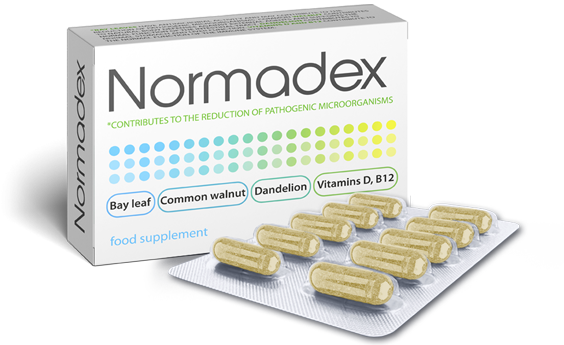 Normadex
*CONTRIBUTES TO THE REDUCTION OF PATHOGENIC MICROORGANISMS
Bay leaf
Common walnut
Dandelion
Vitamins D, B12
food supplement
Normadex